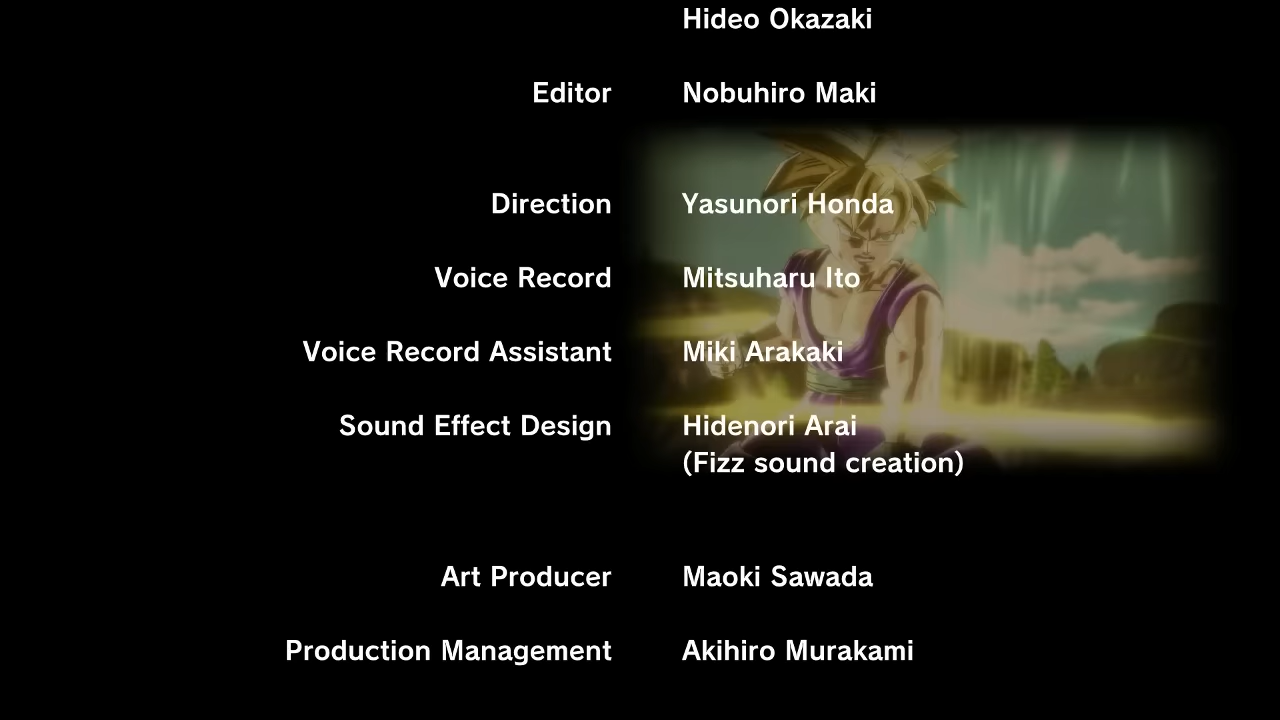 Hideo Okazaki
Editor Nobuhiro Maki
Direction Yasunori Honda
Voice Record Mitsuharu Ito
Voice Record Assistant Miki Arakaki
Sound Effect Design Hidenori Arai
(Fizz sound creation)
Art Producer Maoki Sawada
Production Management Akihiro Murakami